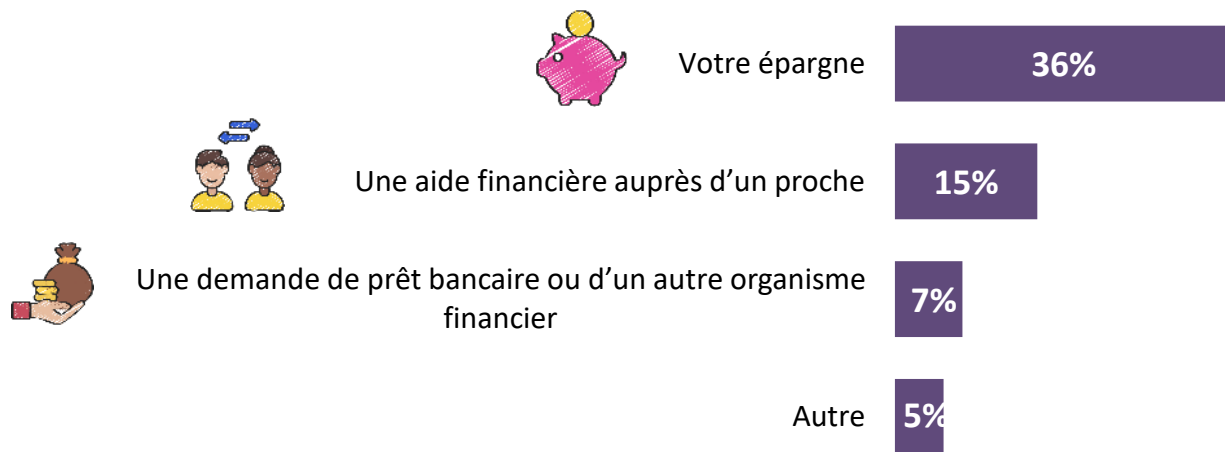 Votre épargne
36%
Une aide financière auprès d’un proche
15%
Une demande de prêt bancaire ou d’un autre organisme
financier
7%
Autre
5%